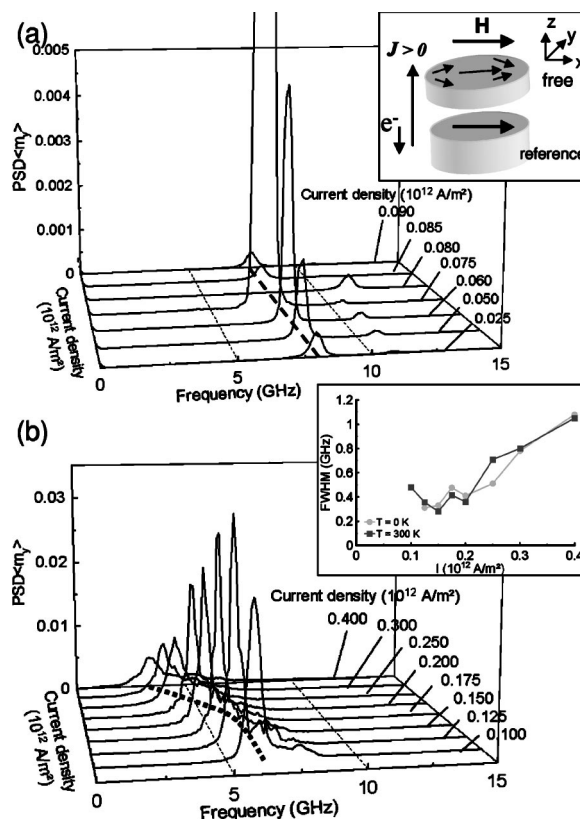 (a)
0.005
0.004
0.003
0.002
0.001
0
PSD<m_y>
H
J > 0
z
y
x
free
e⁻
reference
Current density (10¹² A/m²)
0.090
0.085
0.080
0.075
0.060
0.050
0.025
Current density
(10¹² A/m²)
0
5
10
15
Frequency (GHz)
(b)
0.03
0.02
0.01
0
PSD<m_y>
1.2
1
0.8
0.6
0.4
0.2
0
FWHM (GHz)
T = 0 K
T = 300 K
0 0.1 0.2 0.3 0.4
I (10¹² A/m²)
Current density (10¹² A/m²)
0.400
0.300
0.250
0.200
0.175
0.150
0.125
0.100
Current density
(10¹² A/m²)
0
5
10
15
Frequency (GHz)